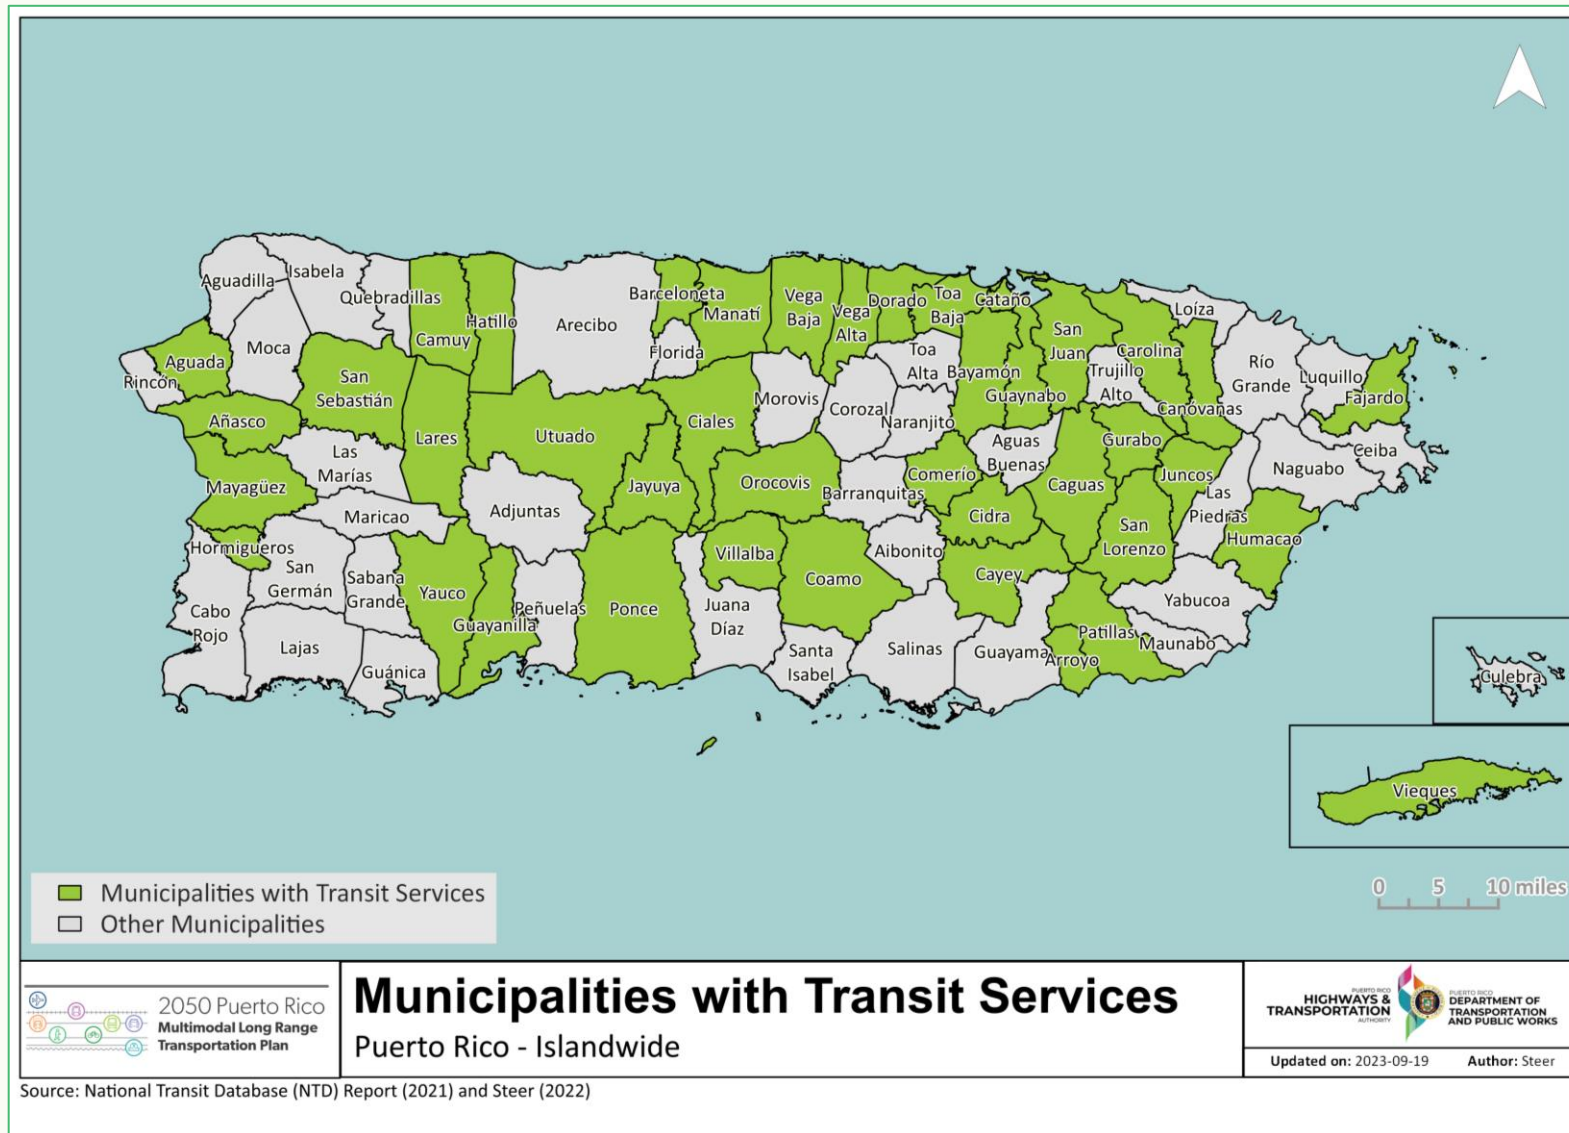 Aguadilla
Isabela
Quebradillas
Camuy
Hatillo
Arecibo
Barceloneta
Manatí
Florida
Vega
Baja
Vega
Alta
Dorado
Toa
Baja
Cataño
San
Juan
Carolina
Loíza
Río
Grande
Luquillo
Fajardo
Ceiba
Aguada
Moca
Rincón
San
Sebastián
Añasco
Lares
Utuado
Ciales
Morovis
Corozal
Toa
Alta
Naranjito
Bayamón
Guaynabo
Trujillo
Alto
Canóvanas
Aguas
Buenas
Gurabo
Juncos
Las
Piedras
Naguabo
Humacao
Las
Marías
Mayagüez
Maricao
Adjuntas
Jayuya
Orocovis
Barranquitas
Comerío
Cidra
Caguas
San
Lorenzo
Hormigueros
San
Germán
Sabana
Grande
Cabo
Rojo
Lajas
Guánica
Yauco
Guayanilla
Peñuelas
Ponce
Juana
Díaz
Villalba
Coamo
Aibonito
Cayey
Santa
Isabel
Salinas
Guayama
Arroyo
Patillas
Maunabo
Yabucoa
Culebra
Vieques
0 5 10 miles
Municipalities with Transit Services
Other Municipalities
2050 Puerto Rico
Multimodal Long Range
Transportation Plan
Municipalities with Transit Services
Puerto Rico - Islandwide
PUERTO RICO
HIGHWAYS &
TRANSPORTATION
AUTHORITY
PUERTO RICO
DEPARTMENT OF
TRANSPORTATION
AND PUBLIC WORKS
Updated on: 2023-09-19 Author: Steer
Source: National Transit Database (NTD) Report (2021) and Steer (2022)